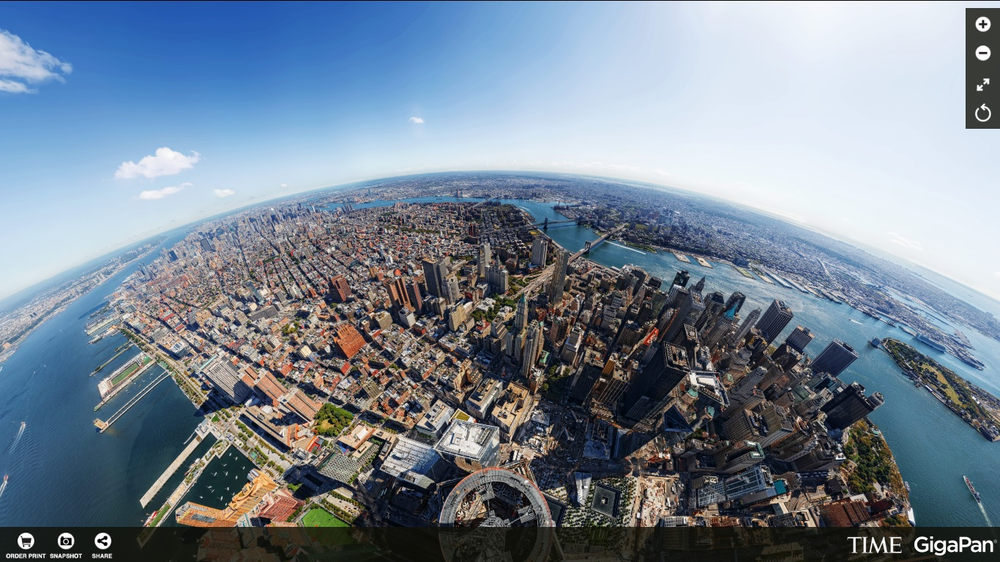 ORDER PRINT SNAPSHOT SHARE
TIME GigaPan®